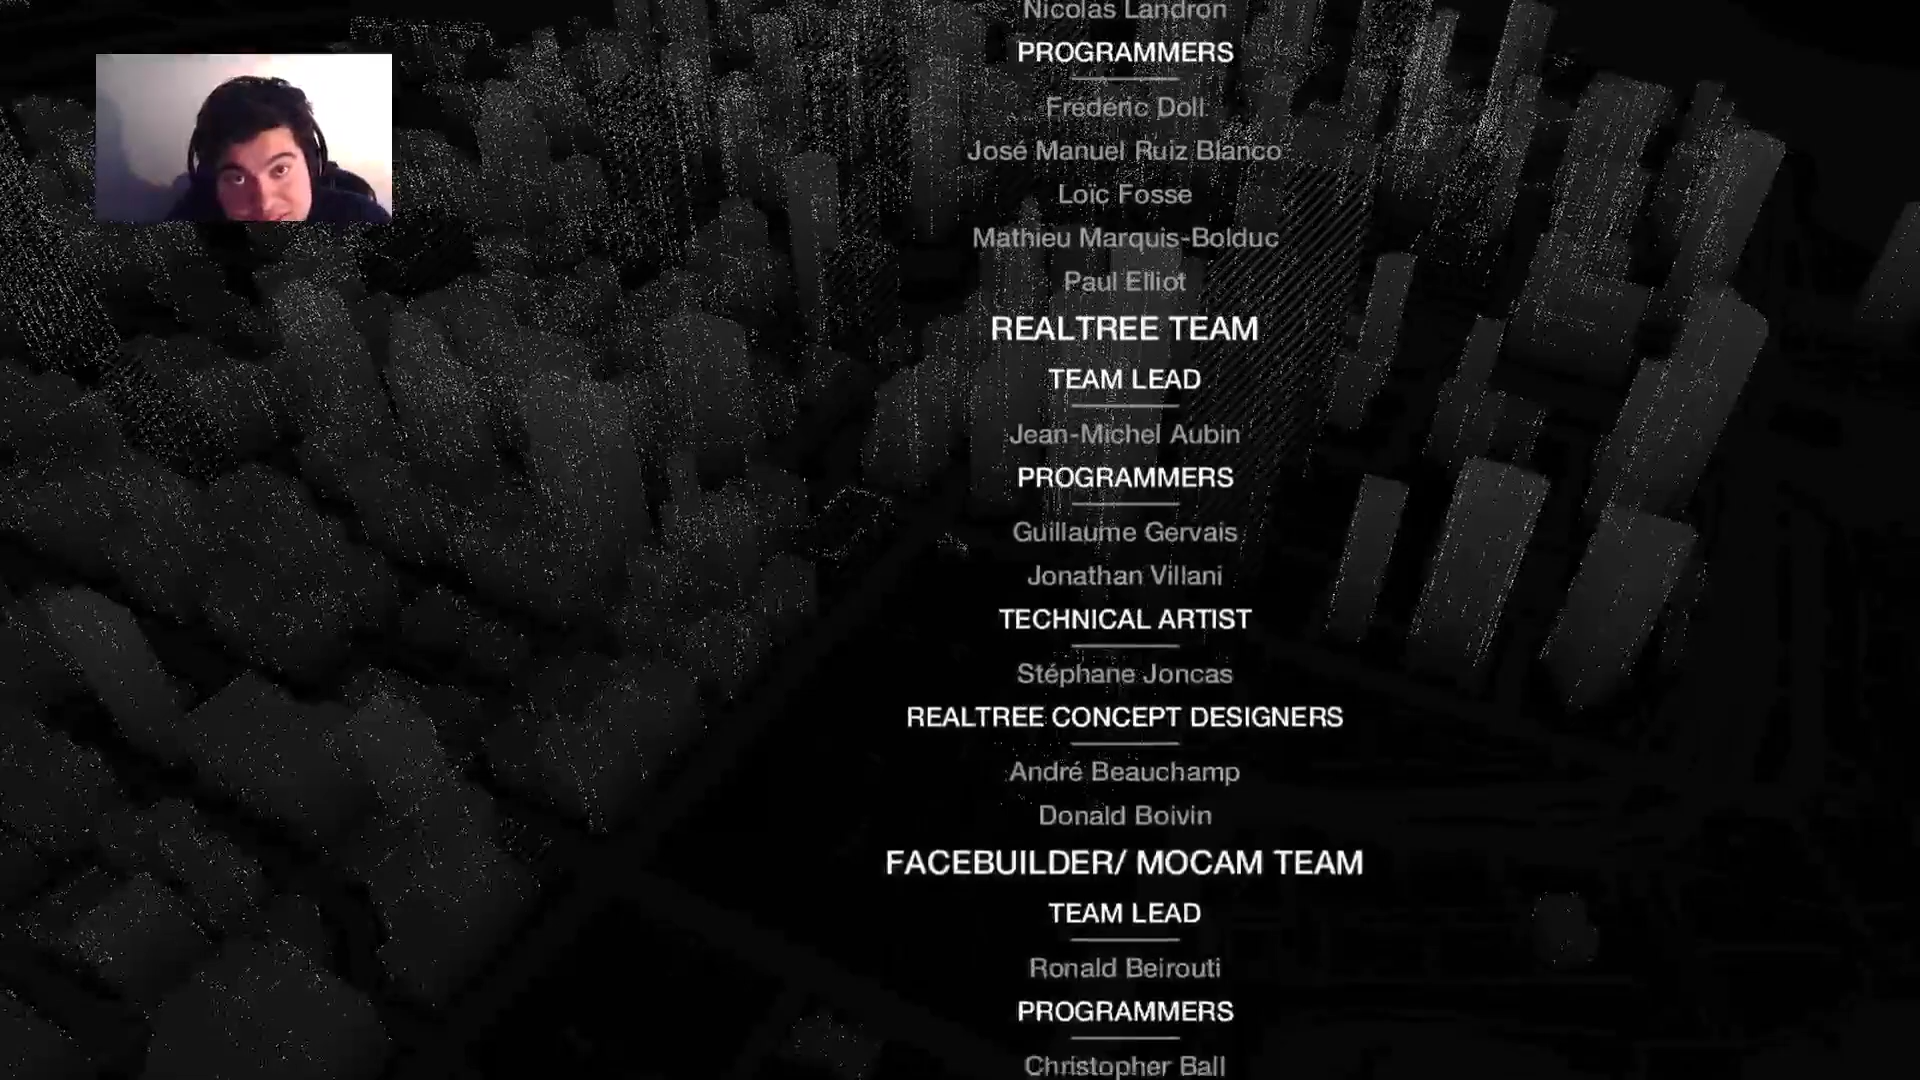 Nicolas Landron
PROGRAMMERS
Frédéric Doll
José Manuel Ruiz Blanco
Loïc Fosse
Mathieu Marquis-Bolduc
Paul Elliot
REALTREE TEAM
TEAM LEAD
Jean-Michel Aubin
PROGRAMMERS
Guillaume Gervais
Jonathan Villani
TECHNICAL ARTIST
Stéphane Joncas
REALTREE CONCEPT DESIGNERS
André Beauchamp
Donald Boivin
FACEBUILDER/ MOCAM TEAM
TEAM LEAD
Ronald Beirouti
PROGRAMMERS
Christopher Ball